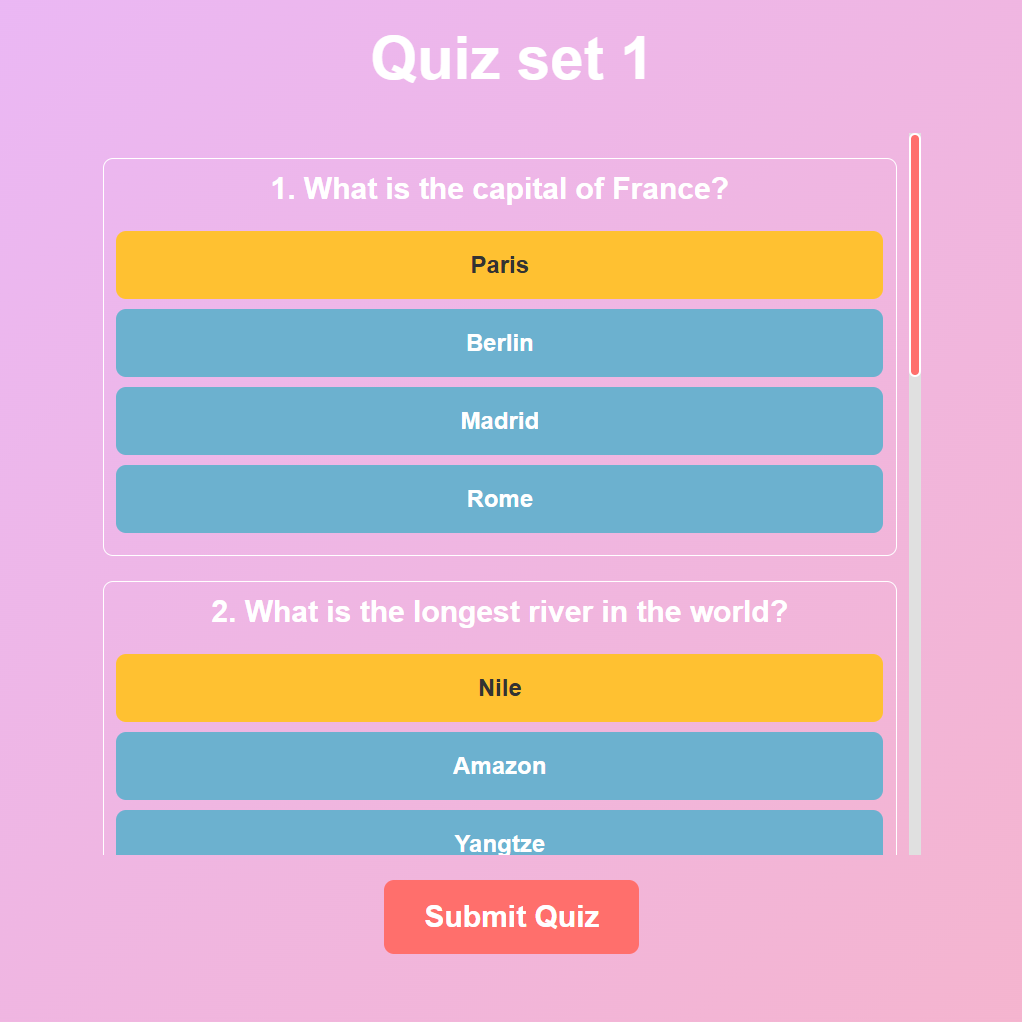 Quiz set 1
1. What is the capital of France?
Paris
Berlin
Madrid
Rome
2. What is the longest river in the world?
Nile
Amazon
Yangtze
Submit Quiz